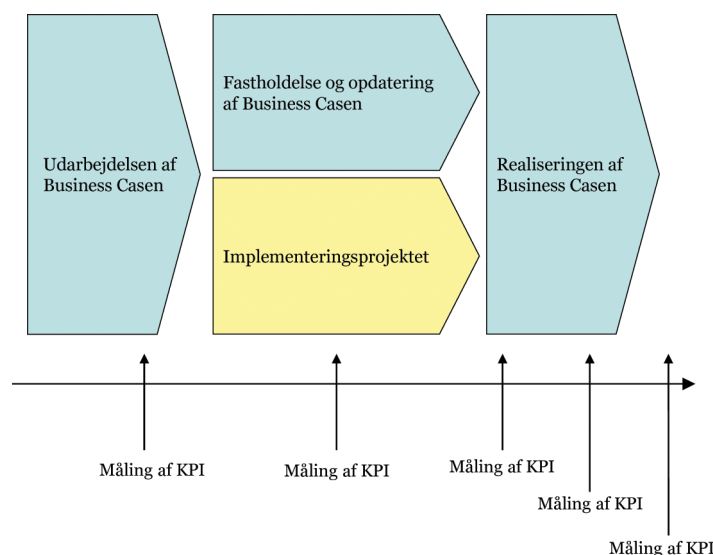 Fastholdelse og opdatering
af Business Casen
Udarbejdelsen af
Business Casen
Realiseringen af
Business Casen
Implementeringsprojektet
Måling af KPI
Måling af KPI
Måling af KPI
Måling af KPI
Måling af KPI